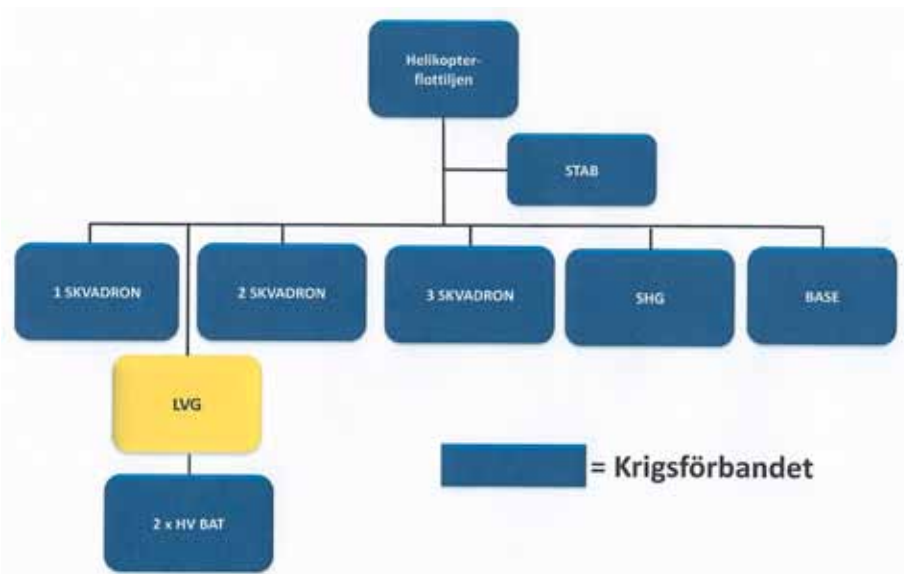 Helikopter-
flottiljen
STAB
1 SKVADRON
2 SKVADRON
3 SKVADRON
SHG
BASE
LVG
= Krigsförbandet
2 x HV BAT